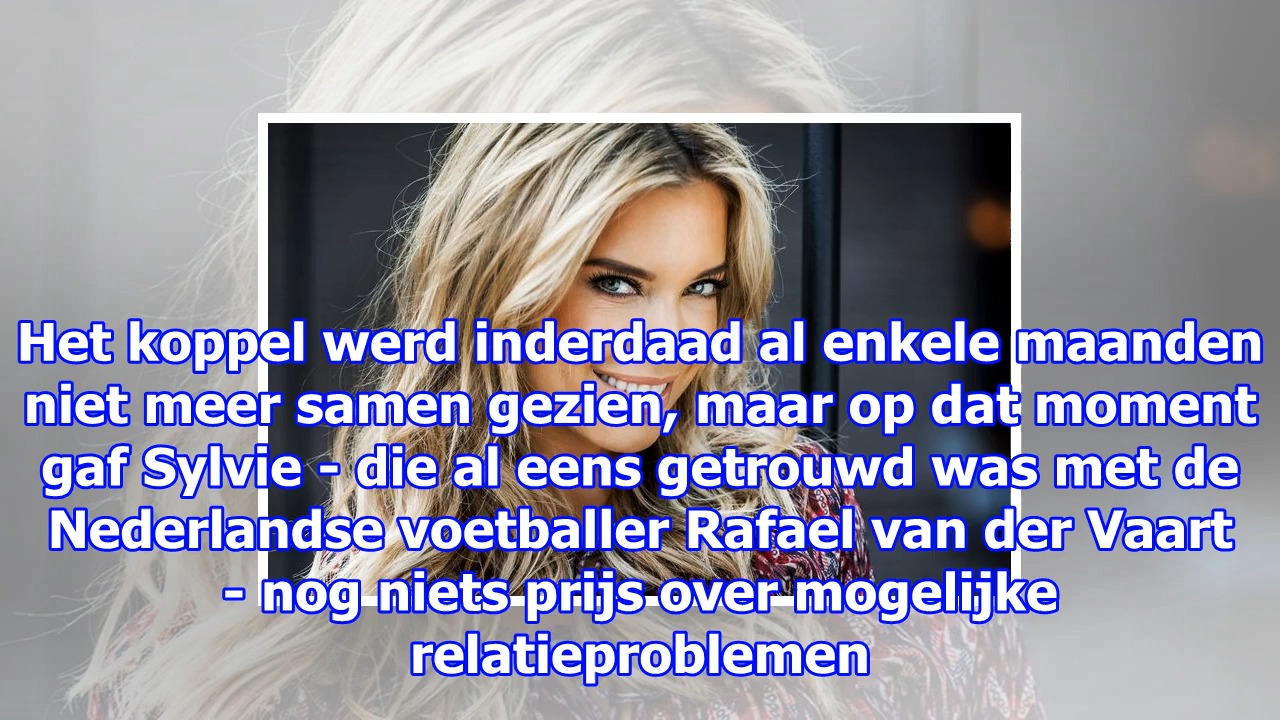 Het koppel werd inderdaad al enkele maanden
niet meer samen gezien, maar op dat moment
gaf Sylvie - die al eens getrouwd was met de
Nederlandse voetballer Rafael van der Vaart
- nog niets prijs over mogelijke
relatieproblemen